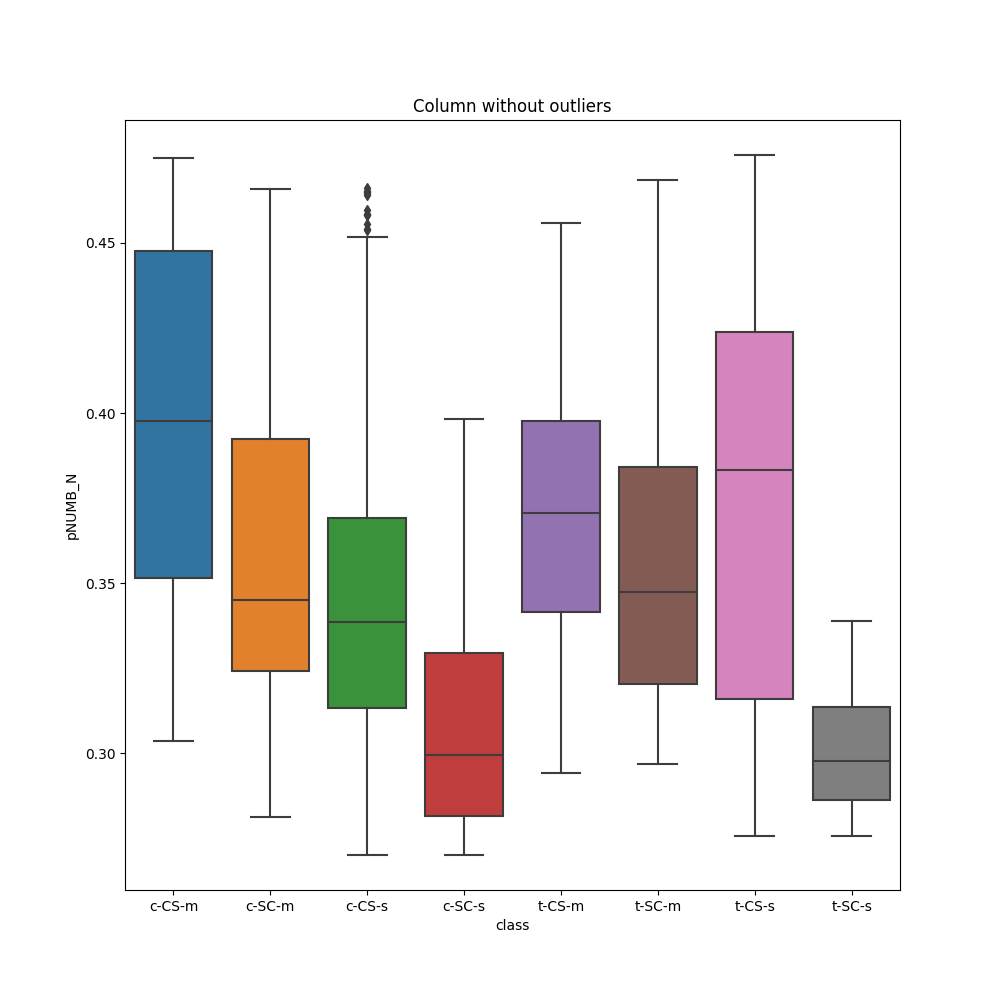 Column without outliers
pNUMB_N
0.45
0.40
0.35
0.30
c-CS-m c-SC-m c-CS-s c-SC-s t-CS-m t-SC-m t-CS-s t-SC-s
class